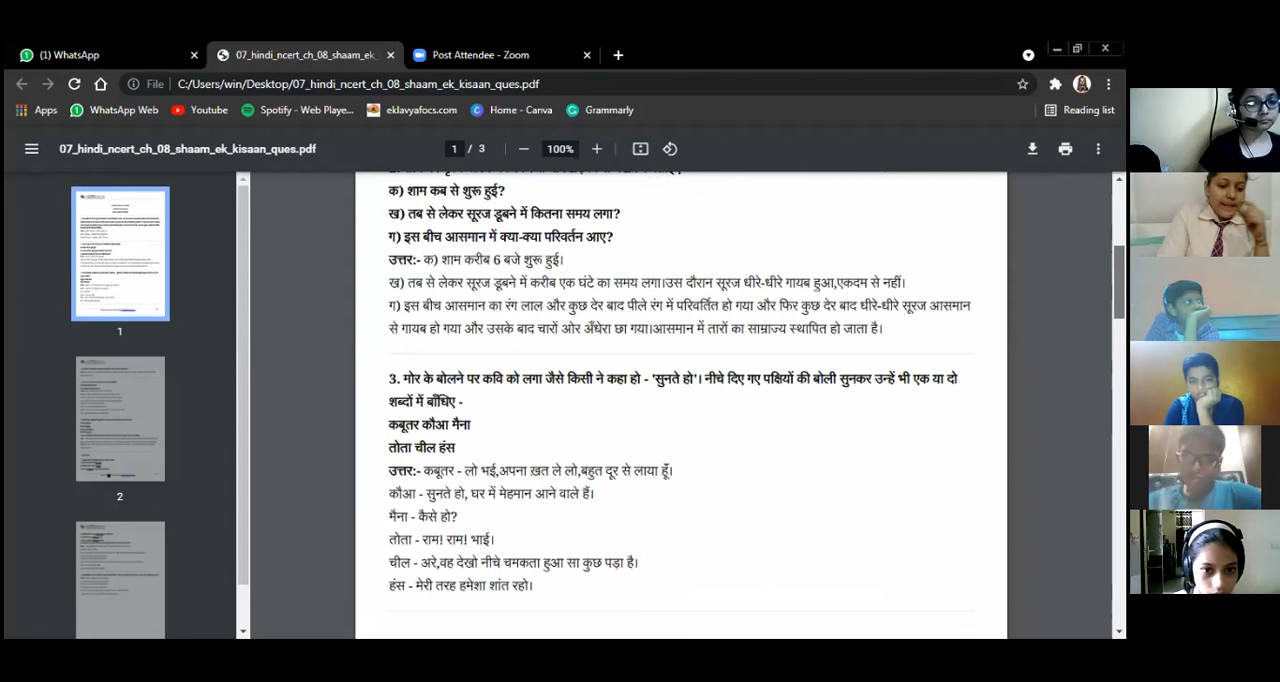 (1) WhatsApp
07_hindi_ncert_ch_08_shaam_ek_
Post Attendee - Zoom
File
C:/Users/win/Desktop/07_hindi_ncert_ch_08_shaam_ek_kisaan_ques.pdf
Apps
WhatsApp Web
Youtube
Spotify - Web Playe...
eklavyafocs.com
Home - Canva
Grammarly
Reading list
07_hindi_ncert_ch_08_shaam_ek_kisaan_ques.pdf
1 / 3
100%
क) शाम कब से शुरू हुई?
ख) तब से लेकर सूरज डूबने में कितना समय लगा?
ग) इस बीच आसमान में क्या-क्या परिवर्तन आए?
उत्तर:- क) शाम करीब 6 बजे शुरू हुई।
ख) तब से लेकर सूरज डूबने में करीब एक घंटे का समय लगा।उस दौरान सूरज धीरे-धीरे गायब हुआ,एकदम से नहीं।
ग) इस बीच आसमान का रंग लाल और कुछ देर बाद पीले रंग में परिवर्तित हो गया और फिर कुछ देर बाद धीरे-धीरे सूरज आसमान
से गायब हो गया और उसके बाद चारों ओर अँधेरा छा गया।आसमान में तारों का साम्राज्य स्थापित हो जाता है।
3. मोर के बोलने पर कवि को लगा जैसे किसी ने कहा हो - 'सुनते हो'। नीचे दिए गए पक्षियों की बोली सुनकर उन्हें भी एक या दो
शब्दों में बाँधिए -
कबूतर कौआ मैना
तोता चील हंस
उत्तर:- कबूतर - लो भई,अपना ख़त ले लो,बहुत दूर से लाया हूँ।
कौआ - सुनते हो, घर में मेहमान आने वाले हैं।
मैना - कैसे हो?
तोता - राम! राम! भाई।
चील - अरे,वह देखो नीचे चमकता हुआ सा कुछ पड़ा है।
हंस - मेरी तरह हमेशा शांत रहो।
1
2